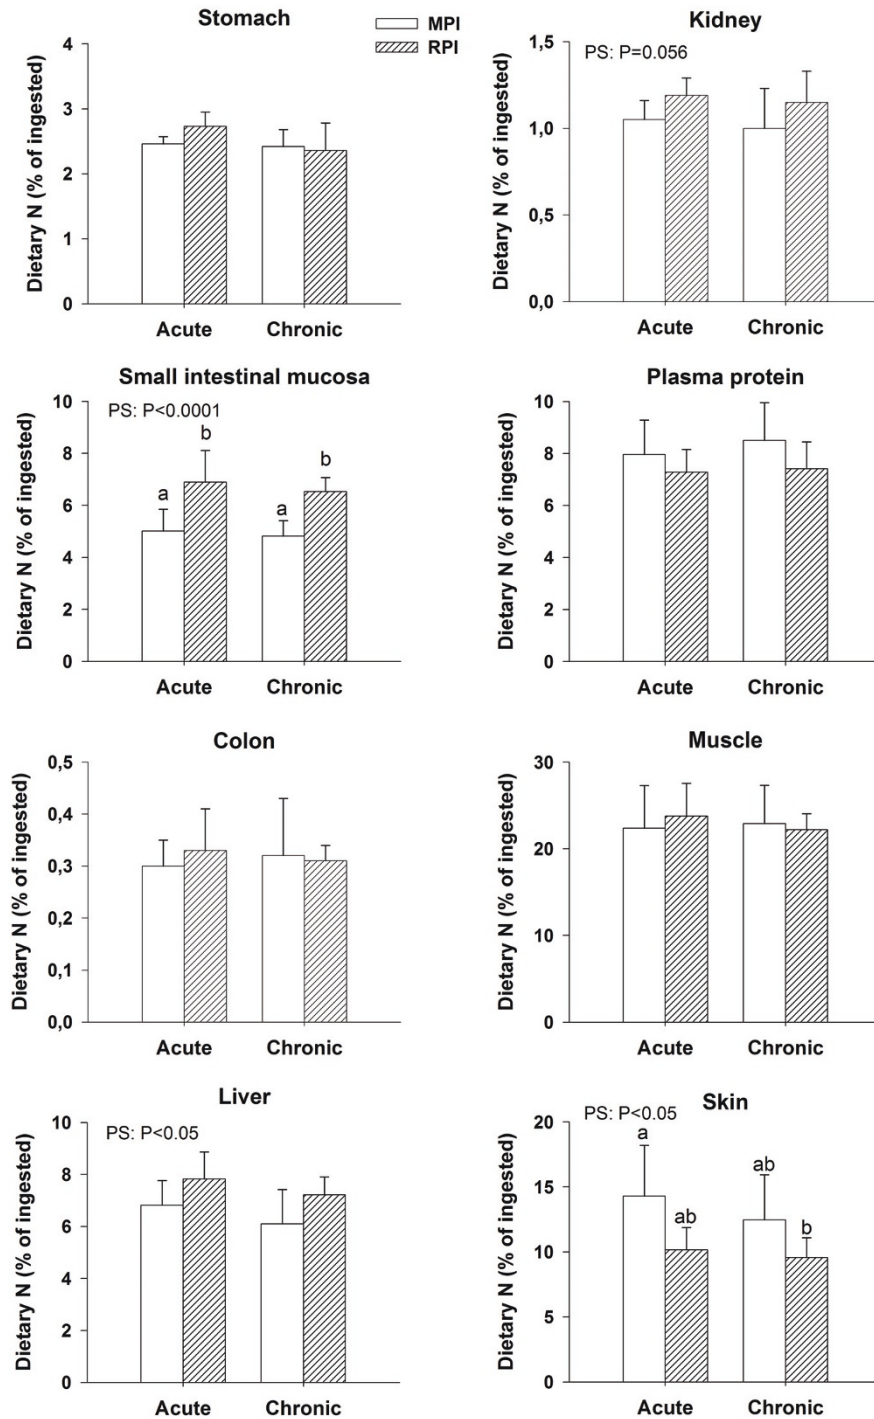 Stomach
MPI
RPI
Dietary N (% of ingested)
4
3
2
1
0
Acute Chronic
Kidney
PS: P=0.056
Dietary N (% of ingested)
1,5
1,0
0,5
0,0
Acute Chronic
Small intestinal mucosa
PS: P<0.0001
Dietary N (% of ingested)
10
8
6
4
2
0
a b a b
Acute Chronic
Plasma protein
Dietary N (% of ingested)
10
8
6
4
2
0
Acute Chronic
Colon
Dietary N (% of ingested)
0,5
0,4
0,3
0,2
0,1
0,0
Acute Chronic
Muscle
Dietary N (% of ingested)
30
20
10
0
Acute Chronic
Liver
PS: P<0.05
Dietary N (% of ingested)
10
8
6
4
2
0
Acute Chronic
Skin
PS: P<0.05
Dietary N (% of ingested)
20
15
10
5
0
a ab ab b
Acute Chronic